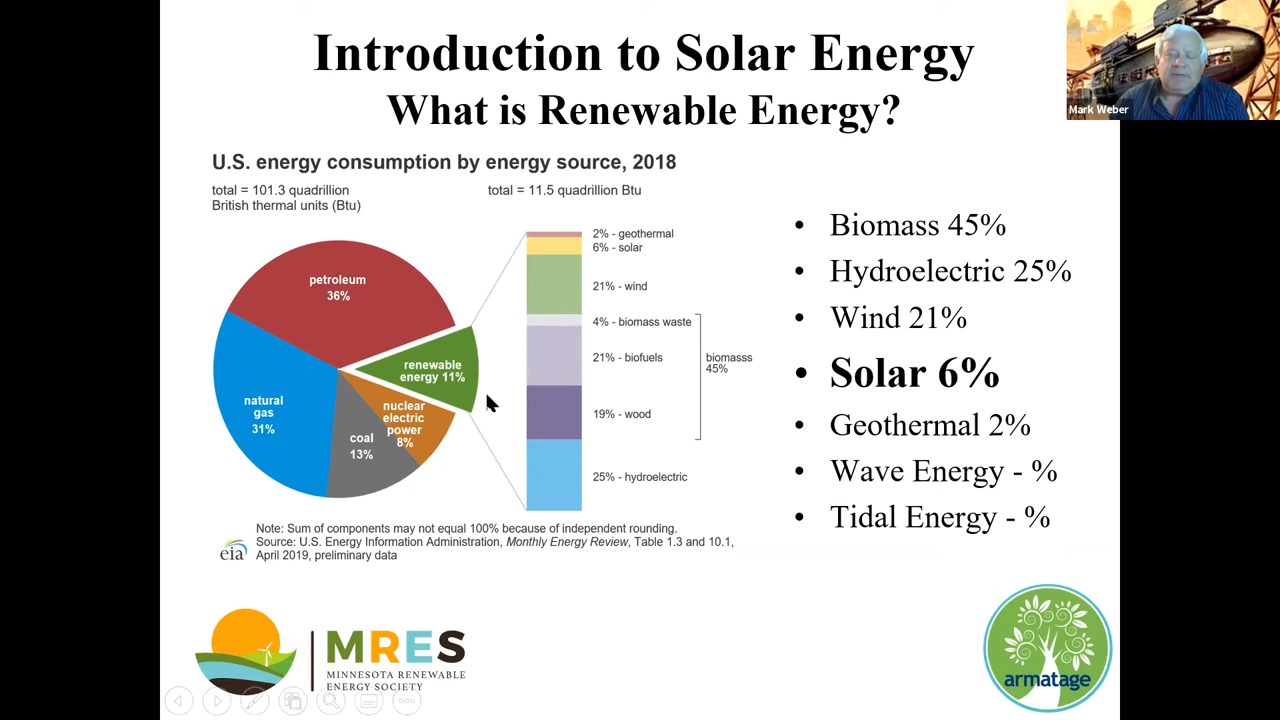 Introduction to Solar Energy
What is Renewable Energy?
Mark Weber
U.S. energy consumption by energy source, 2018
total = 101.3 quadrillion
British thermal units (Btu)
total = 11.5 quadrillion Btu
petroleum
36%
natural
gas
31%
coal
13%
nuclear
electric
power
8%
renewable
energy 11%
2% - geothermal
6% - solar
21% - wind
4% - biomass waste
21% - biofuels
19% - wood
25% - hydroelectric
biomasss
45%
Note: Sum of components may not equal 100% because of independent rounding.
Source: U.S. Energy Information Administration, Monthly Energy Review, Table 1.3 and 10.1,
April 2019, preliminary data
eia
• Biomass 45%
• Hydroelectric 25%
• Wind 21%
• Solar 6%
• Geothermal 2%
• Wave Energy - %
• Tidal Energy - %
MRES
MINNESOTA RENEWABLE
ENERGY SOCIETY
armatage